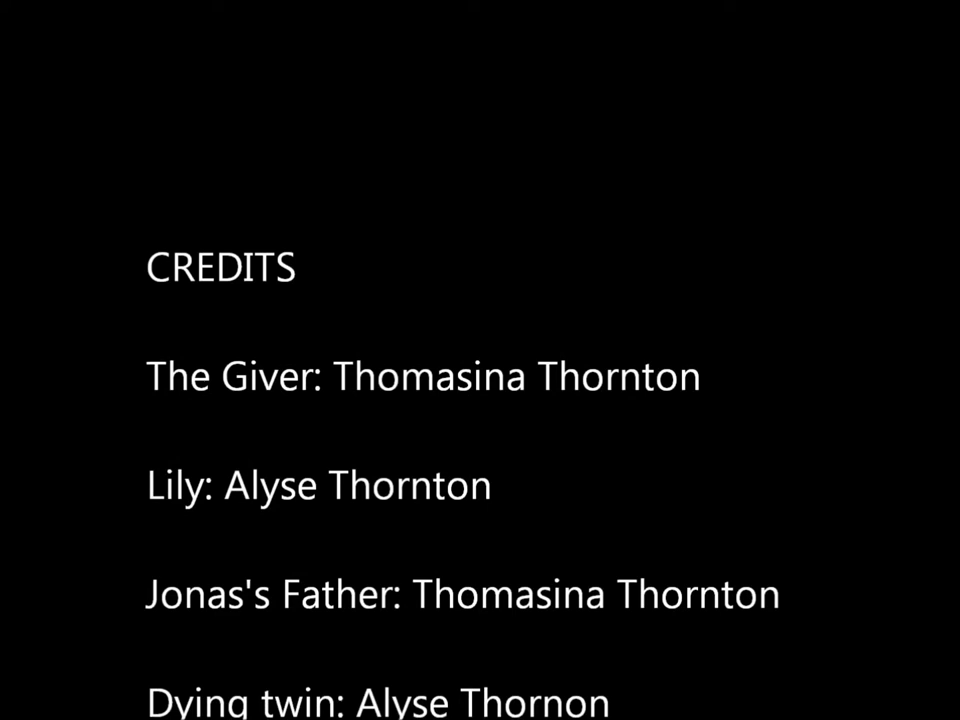 CREDITS
The Giver: Thomasina Thornton
Lily: Alyse Thornton
Jonas's Father: Thomasina Thornton
Dying twin: Alyse Thornon